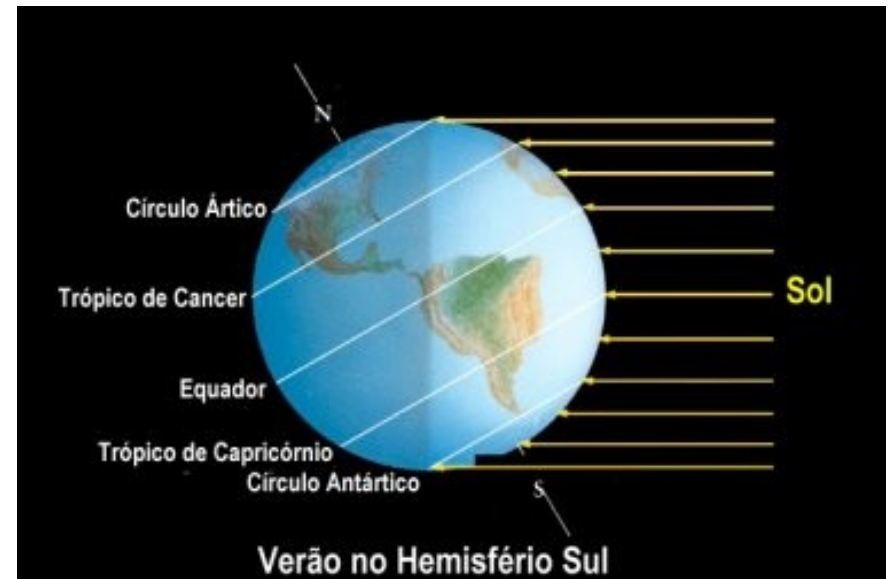 N
Círculo Ártico
Trópico de Cancer
Sol
Equador
Trópico de Capricórnio
Círculo Antártico
S
Verão no Hemisfério Sul